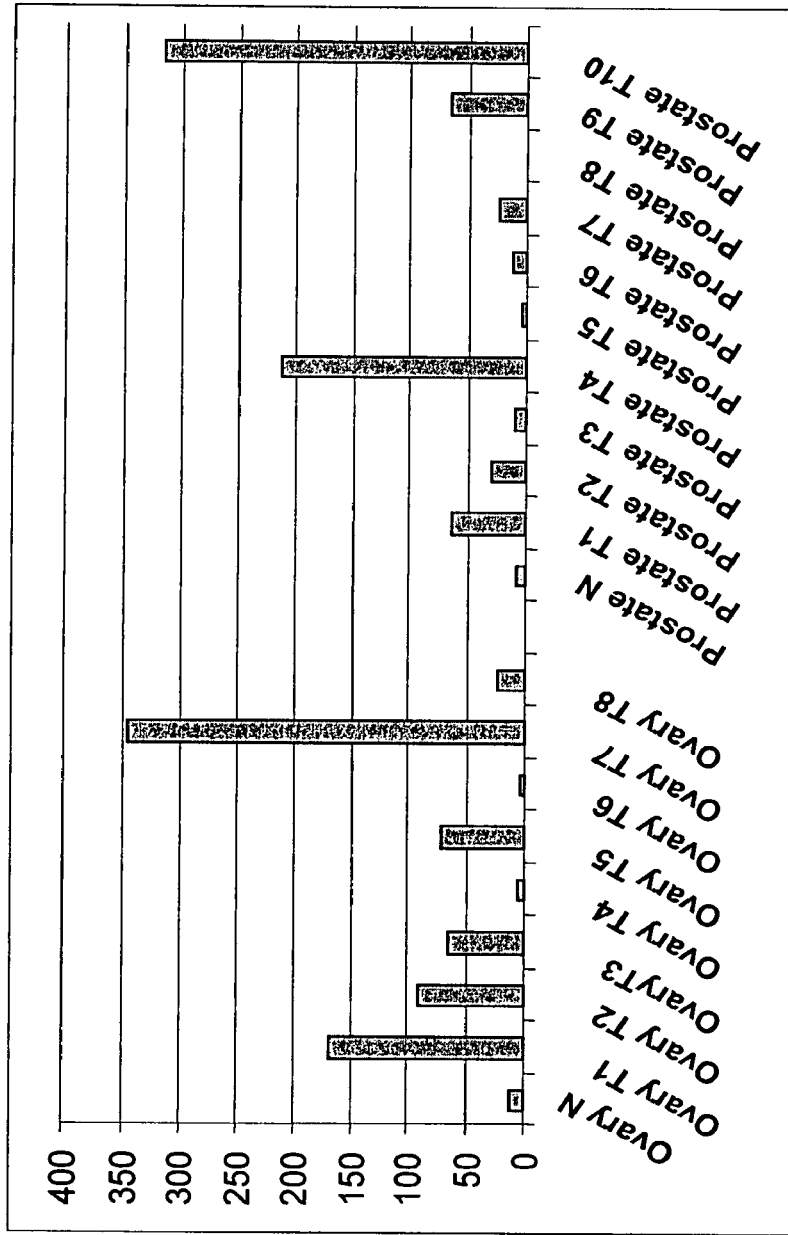 400
350
300
250
200
150
100
50
0
Ovary N
Ovary T1
Ovary T2
OvaryT3
Ovary T4
Ovary T5
Ovary T6
Ovary T7
Ovary T8
Prostate N
Prostate T1
Prostate T2
Prostate T3
Prostate T4
Prostate T5
Prostate T6
Prostate T7
Prostate T8
Prostate T9
Prostate T10